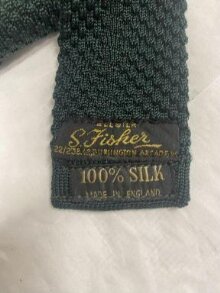 S. Fisher
BURLINGTON ARCADE
100% SILK
MADE IN ENGLAND